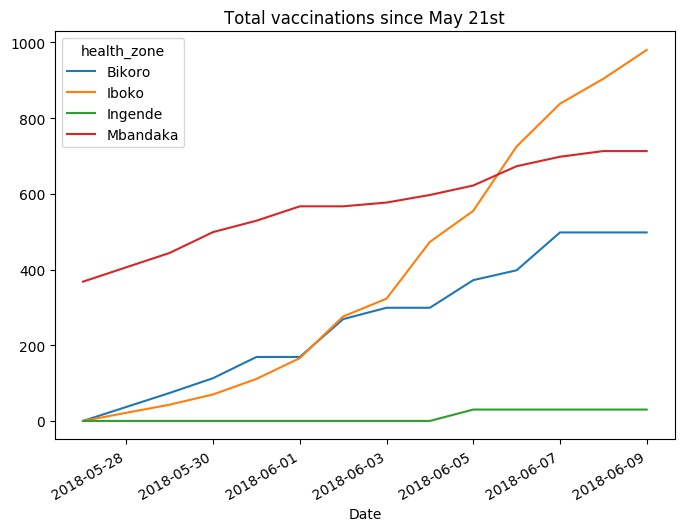 Total vaccinations since May 21st
health_zone
Bikoro
Iboko
Ingende
Mbandaka
1000
800
600
400
200
0
2018-05-28
2018-05-30
2018-06-01
2018-06-03
2018-06-05
2018-06-07
2018-06-09
Date